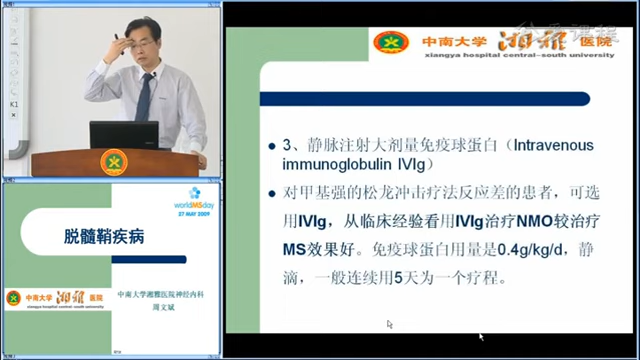 K1
worldMSday
27 MAY 2009
脱髓鞘疾病
中南大学 湘雅 医院
xiangya hospital central-south university
中南大学湘雅医院神经内科
周文斌
中南大学 湘雅 医院
xiangya hospital central-south university
3、静脉注射大剂量免疫球蛋白（Intravenous
immunoglobulin IVIg）
对甲基强的松龙冲击疗法反应差的患者，可选
用IVIg，从临床经验看用IVIg治疗NMO较治疗
MS效果好。免疫球蛋白用量是0.4g/kg/d，静
滴，一般连续用5天为一个疗程。